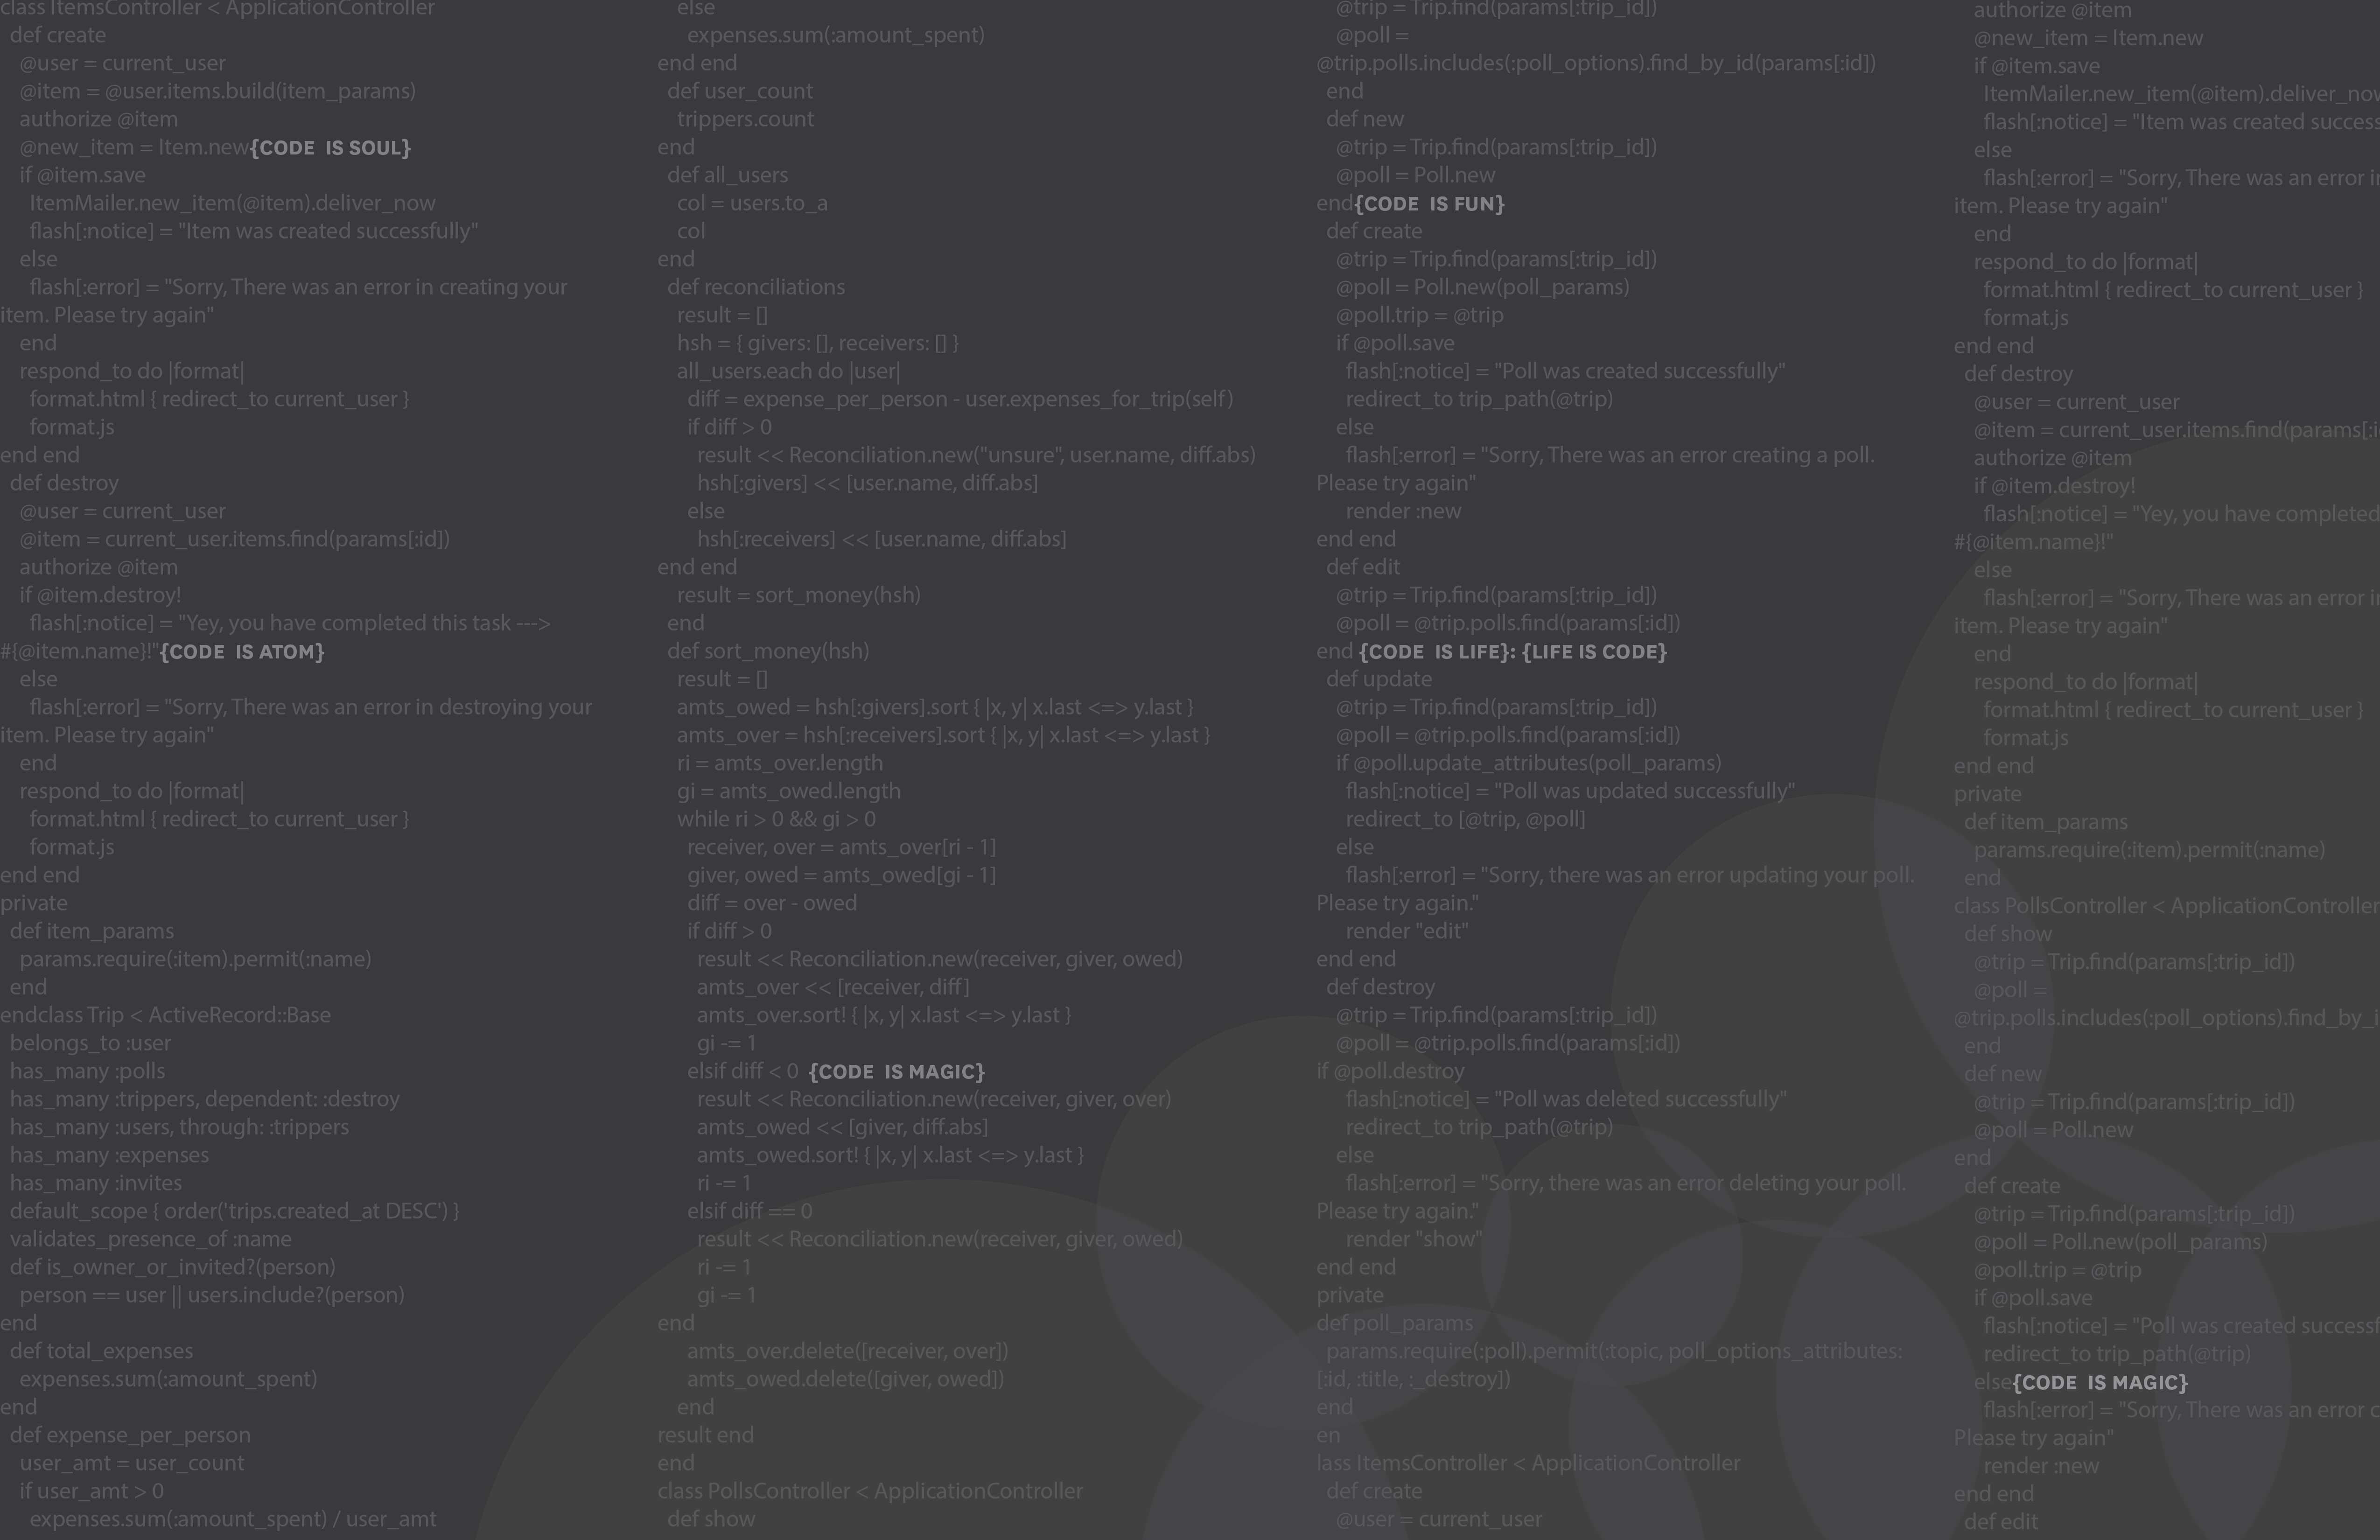 class ItemsController < ApplicationController
def create
@user = current_user
@item = @user.items.build(item_params)
authorize @item
@new_item = Item.new{CODE  IS SOUL}
if @item.save
ItemMailer.new_item(@item).deliver_now
flash[:notice] = "Item was created successfully"
else
flash[:error] = "Sorry, There was an error in creating your
item. Please try again"
end
respond_to do |format|
format.html { redirect_to current_user }
format.js
end end
def destroy
@user = current_user
@item = current_user.items.find(params[:id])
authorize @item
if @item.destroy!
flash[:notice] = "Yey, you have completed this task --->
#{@item.name}!"{CODE  IS ATOM}
else
flash[:error] = "Sorry, There was an error in destroying your
item. Please try again"
end
respond_to do |format|
format.html { redirect_to current_user }
format.js
end end
private
def item_params
params.require(:item).permit(:name)
end
endclass Trip < ActiveRecord::Base
belongs_to :user
has_many :polls
has_many :trippers, dependent: :destroy
has_many :users, through: :trippers
has_many :expenses
has_many :invites
default_scope { order('trips.created_at DESC') }
validates_presence_of :name
def is_owner_or_invited?(person)
person == user || users.include?(person)
end
def total_expenses
expenses.sum(:amount_spent)
end
def expense_per_person
user_amt = user_count
if user_amt > 0
expenses.sum(:amount_spent) / user_amt
else
expenses.sum(:amount_spent)
end end
def user_count
trippers.count
end
def all_users
col = users.to_a
col
end
def reconciliations
result = []
hsh = { givers: [], receivers: [] }
all_users.each do |user|
diff = expense_per_person - user.expenses_for_trip(self)
if diff > 0
result << Reconciliation.new("unsure", user.name, diff.abs)
hsh[:givers] << [user.name, diff.abs]
else
hsh[:receivers] << [user.name, diff.abs]
end end
result = sort_money(hsh)
end
def sort_money(hsh)
result = []
amts_owed = hsh[:givers].sort { |x, y| x.last <=> y.last }
amts_over = hsh[:receivers].sort { |x, y| x.last <=> y.last }
ri = amts_over.length
gi = amts_owed.length
while ri > 0 && gi > 0
receiver, over = amts_over[ri - 1]
giver, owed = amts_owed[gi - 1]
diff = over - owed
if diff > 0
result << Reconciliation.new(receiver, giver, owed)
amts_over << [receiver, diff]
amts_over.sort! { |x, y| x.last <=> y.last }
gi -= 1
elsif diff < 0  {CODE  IS MAGIC}
result << Reconciliation.new(receiver, giver, over)
amts_owed << [giver, diff.abs]
amts_owed.sort! { |x, y| x.last <=> y.last }
ri -= 1
elsif diff == 0
result << Reconciliation.new(receiver, giver, owed)
ri -= 1
gi -= 1
end
amts_over.delete([receiver, over])
amts_owed.delete([giver, owed])
end
result end
end
class PollsController < ApplicationController
def show
@trip = Trip.find(params[:trip_id])
@poll =
@trip.polls.includes(:poll_options).find_by_id(params[:id])
end
def new
@trip = Trip.find(params[:trip_id])
@poll = Poll.new
end{CODE  IS FUN}
def create
@trip = Trip.find(params[:trip_id])
@poll = Poll.new(poll_params)
@poll.trip = @trip
if @poll.save
flash[:notice] = "Poll was created successfully"
redirect_to trip_path(@trip)
else
flash[:error] = "Sorry, There was an error creating a poll.
Please try again"
render :new
end end
def edit
@trip = Trip.find(params[:trip_id])
@poll = @trip.polls.find(params[:id])
end {CODE  IS LIFE}: {LIFE IS CODE}
def update
@trip = Trip.find(params[:trip_id])
@poll = @trip.polls.find(params[:id])
if @poll.update_attributes(poll_params)
flash[:notice] = "Poll was updated successfully"
redirect_to [@trip, @poll]
else
flash[:error] = "Sorry, there was an error updating your poll.
Please try again."
render "edit"
end end
def destroy
@trip = Trip.find(params[:trip_id])
@poll = @trip.polls.find(params[:id])
if @poll.destroy
flash[:notice] = "Poll was deleted successfully"
redirect_to trip_path(@trip)
else
flash[:error] = "Sorry, there was an error deleting your poll.
Please try again."
render "show"
end end
private
def poll_params
params.require(:poll).permit(:topic, poll_options_attributes:
[:id, :title, :_destroy])
end
en
lass ItemsController < ApplicationController
def create
@user = current_user
authorize @item
@new_item = Item.new
if @item.save
ItemMailer.new_item(@item).deliver_now
flash[:notice] = "Item was created success
else
flash[:error] = "Sorry, There was an error in
item. Please try again"
end
respond_to do |format|
format.html { redirect_to current_user }
format.js
end end
def destroy
@user = current_user
@item = current_user.items.find(params[:i
authorize @item
if @item.destroy!
flash[:notice] = "Yey, you have completed
#{@item.name}!"
else
flash[:error] = "Sorry, There was an error in
item. Please try again"
end
respond_to do |format|
format.html { redirect_to current_user }
format.js
end end
private
def item_params
params.require(:item).permit(:name)
end
class PollsController < ApplicationController
def show
@trip = Trip.find(params[:trip_id])
@poll =
@trip.polls.includes(:poll_options).find_by_i
end
def new
@trip = Trip.find(params[:trip_id])
@poll = Poll.new
end
def create
@trip = Trip.find(params[:trip_id])
@poll = Poll.new(poll_params)
@poll.trip = @trip
if @poll.save
flash[:notice] = "Poll was created successf
redirect_to trip_path(@trip)
else{CODE  IS MAGIC}
flash[:error] = "Sorry, There was an error c
Please try again"
render :new
end end
def edit